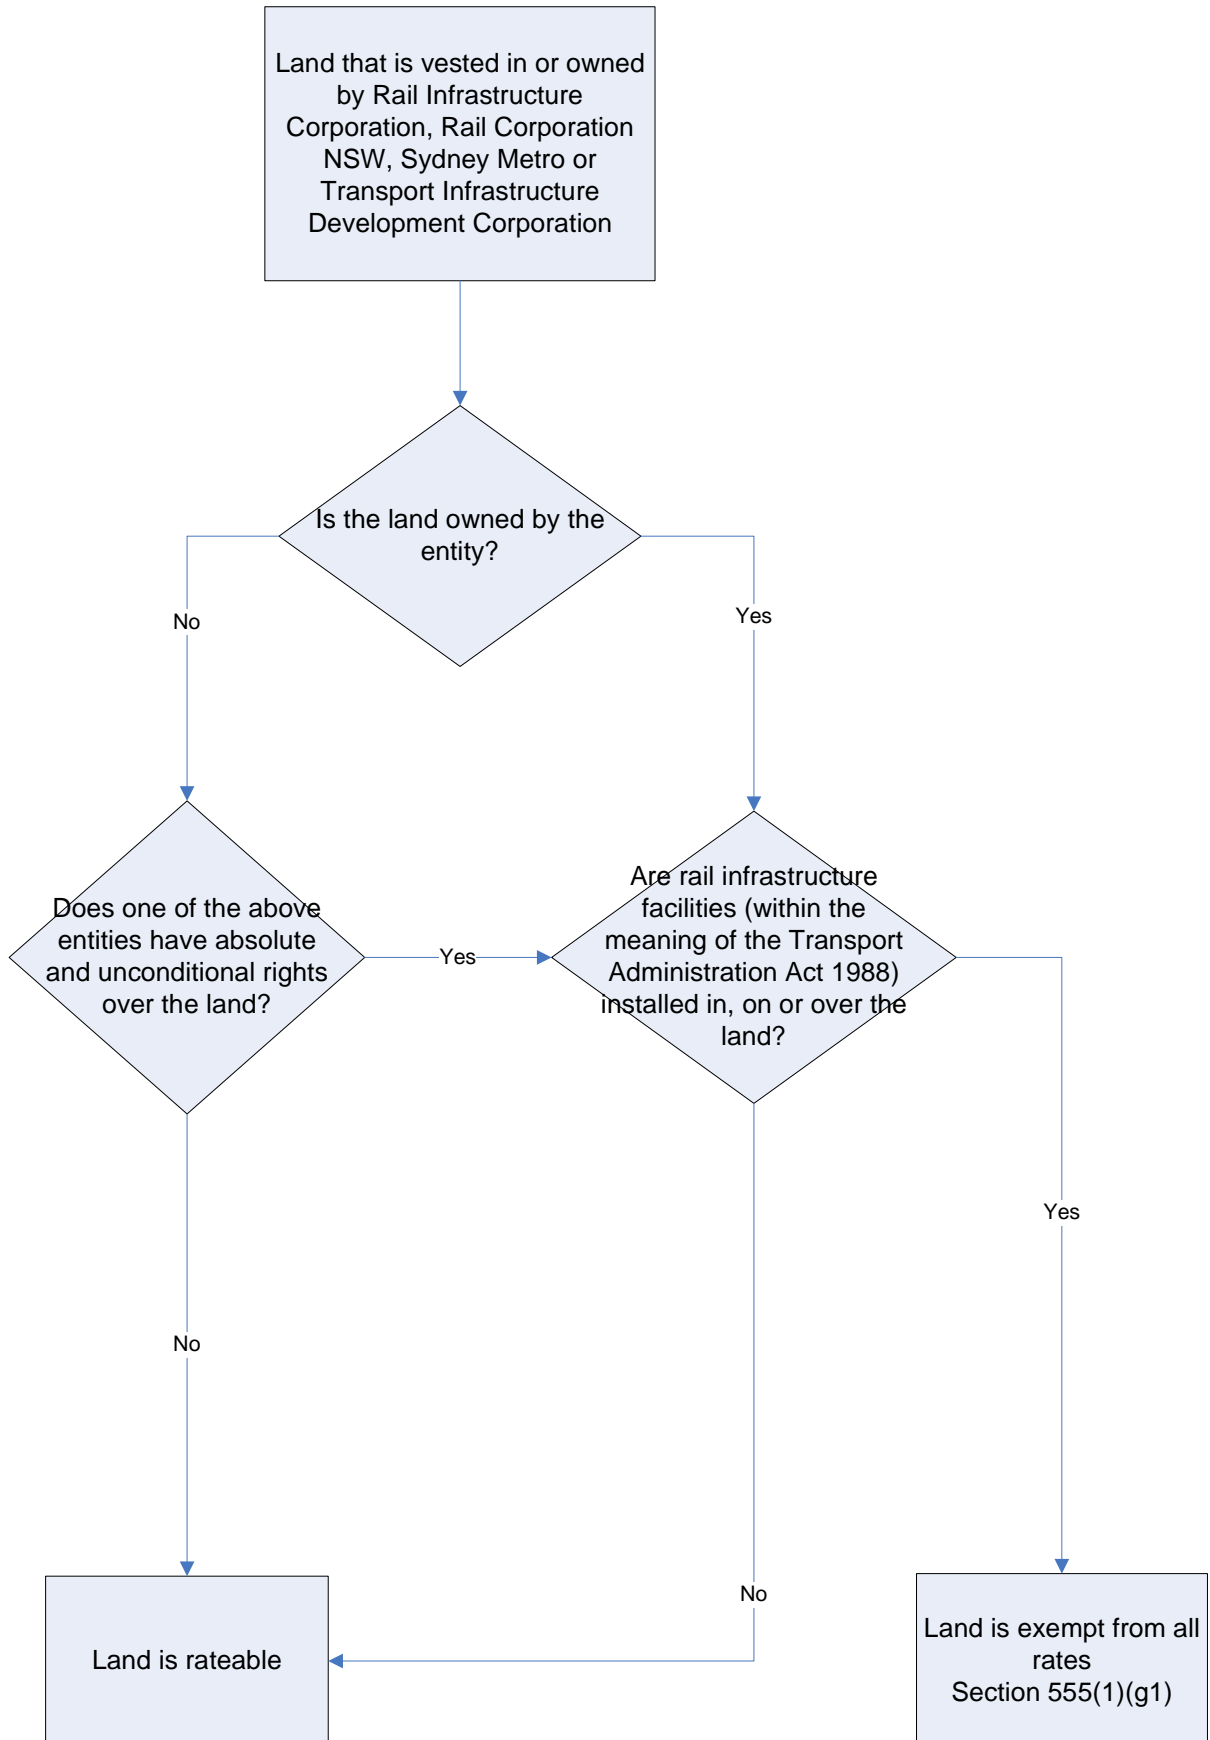 Land that is vested in or owned
by Rail Infrastructure
Corporation, Rail Corporation
NSW, Sydney Metro or
Transport Infrastructure
Development Corporation
Is the land owned by the
entity?
No
Yes
Does one of the above
entities have absolute
and unconditional rights
over the land?
Yes
Are rail infrastructure
facilities (within the
meaning of the Transport
Administration Act 1988)
installed in, on or over the
land?
Yes
No
No
Land is rateable
Land is exempt from all
rates
Section 555(1)(g1)